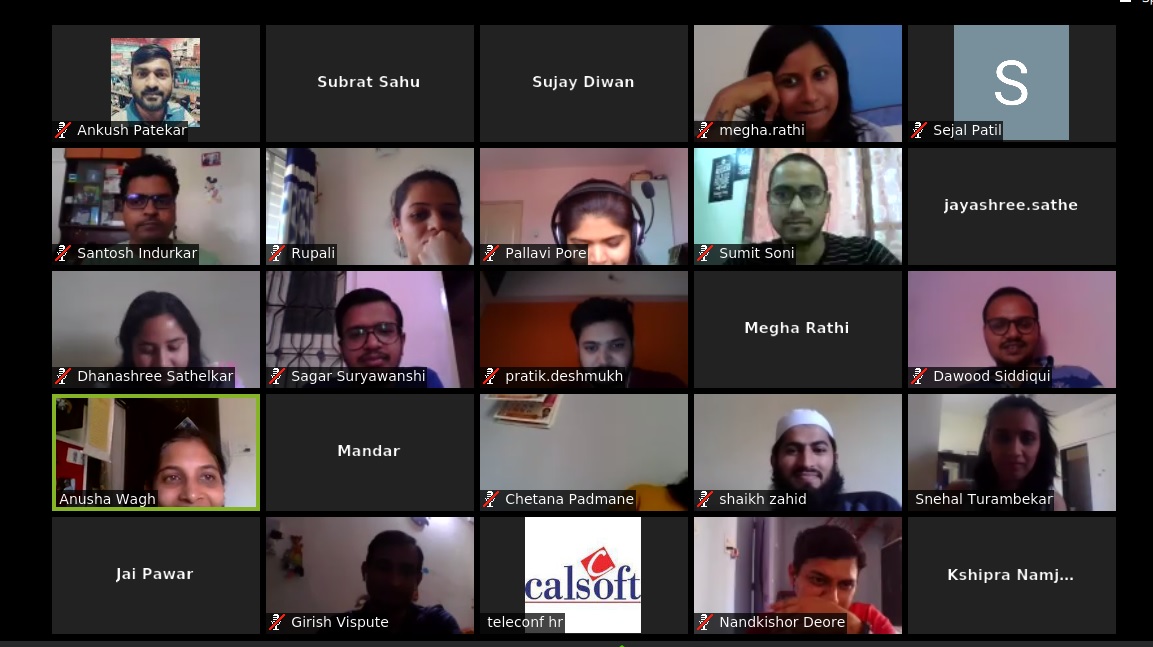 Ankush Patekar
Subrat Sahu
Sujay Diwan
megha.rathi
S
Sejal Patil
Santosh Indurkar
Rupali
Pallavi Pore
Sumit Soni
jayashree.sathe
Dhanashree Sathelkar
Sagar Suryawanshi
pratik.deshmukh
Megha Rathi
Dawood Siddiqui
Anusha Wagh
Mandar
Chetana Padmane
shaikh zahid
Snehal Turambekar
Jai Pawar
Girish Vispute
C
calsoft
teleconf hr
Nandkishor Deore
Kshipra Namj...